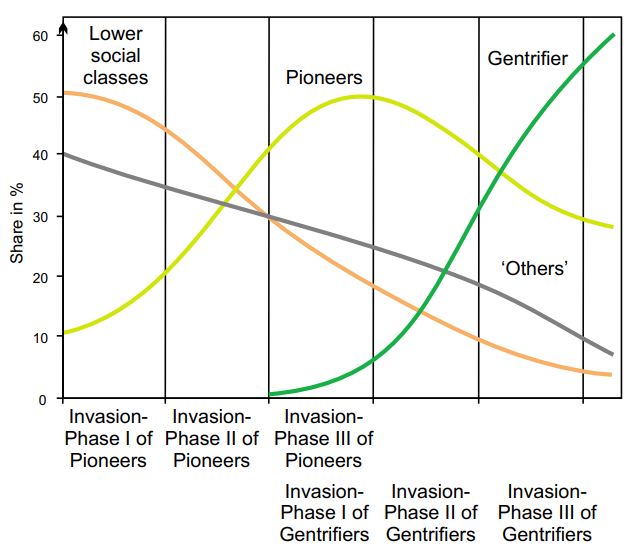 60
50
40
30
20
10
0
Share in %
Lower
social
classes
Pioneers
Gentrifier
‘Others’
Invasion-
Phase I of
Pioneers
Invasion-
Phase II of
Pioneers
Invasion-
Phase III of
Pioneers
Invasion-
Phase I of
Gentrifiers
Invasion-
Phase II of
Gentrifiers
Invasion-
Phase III of
Gentrifiers